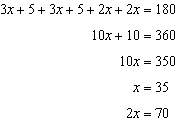 3x + 5 + 3x + 5 + 2x + 2x = 180
10x + 10 = 360
10x = 350
x = 35
2x = 70